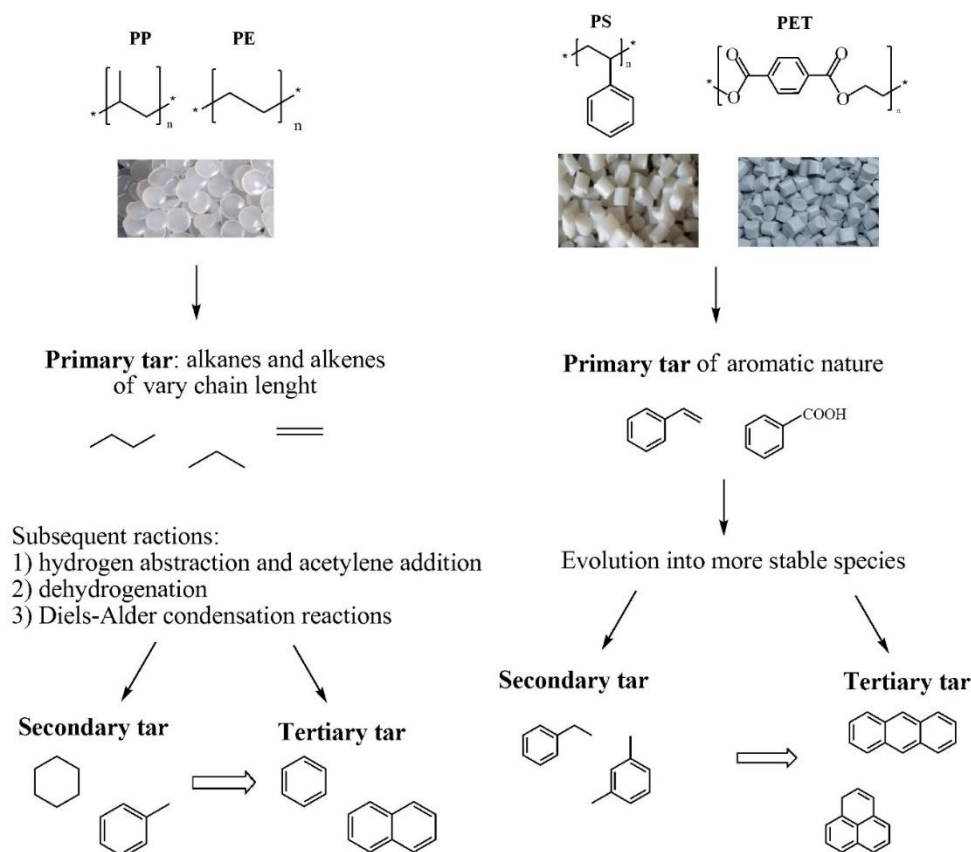 PP
PE
PS
PET
*
*
n
*
*
n
*
*
n
*
O
O
O
O
*
n
Primary tar: alkanes and alkenes
of vary chain lenght
Primary tar of aromatic nature
COOH
Subsequent ractions:
1) hydrogen abstraction and acetylene addition
2) dehydrogenation
3) Diels-Alder condensation reactions
Evolution into more stable species
Secondary tar
Tertiary tar
Secondary tar
Tertiary tar